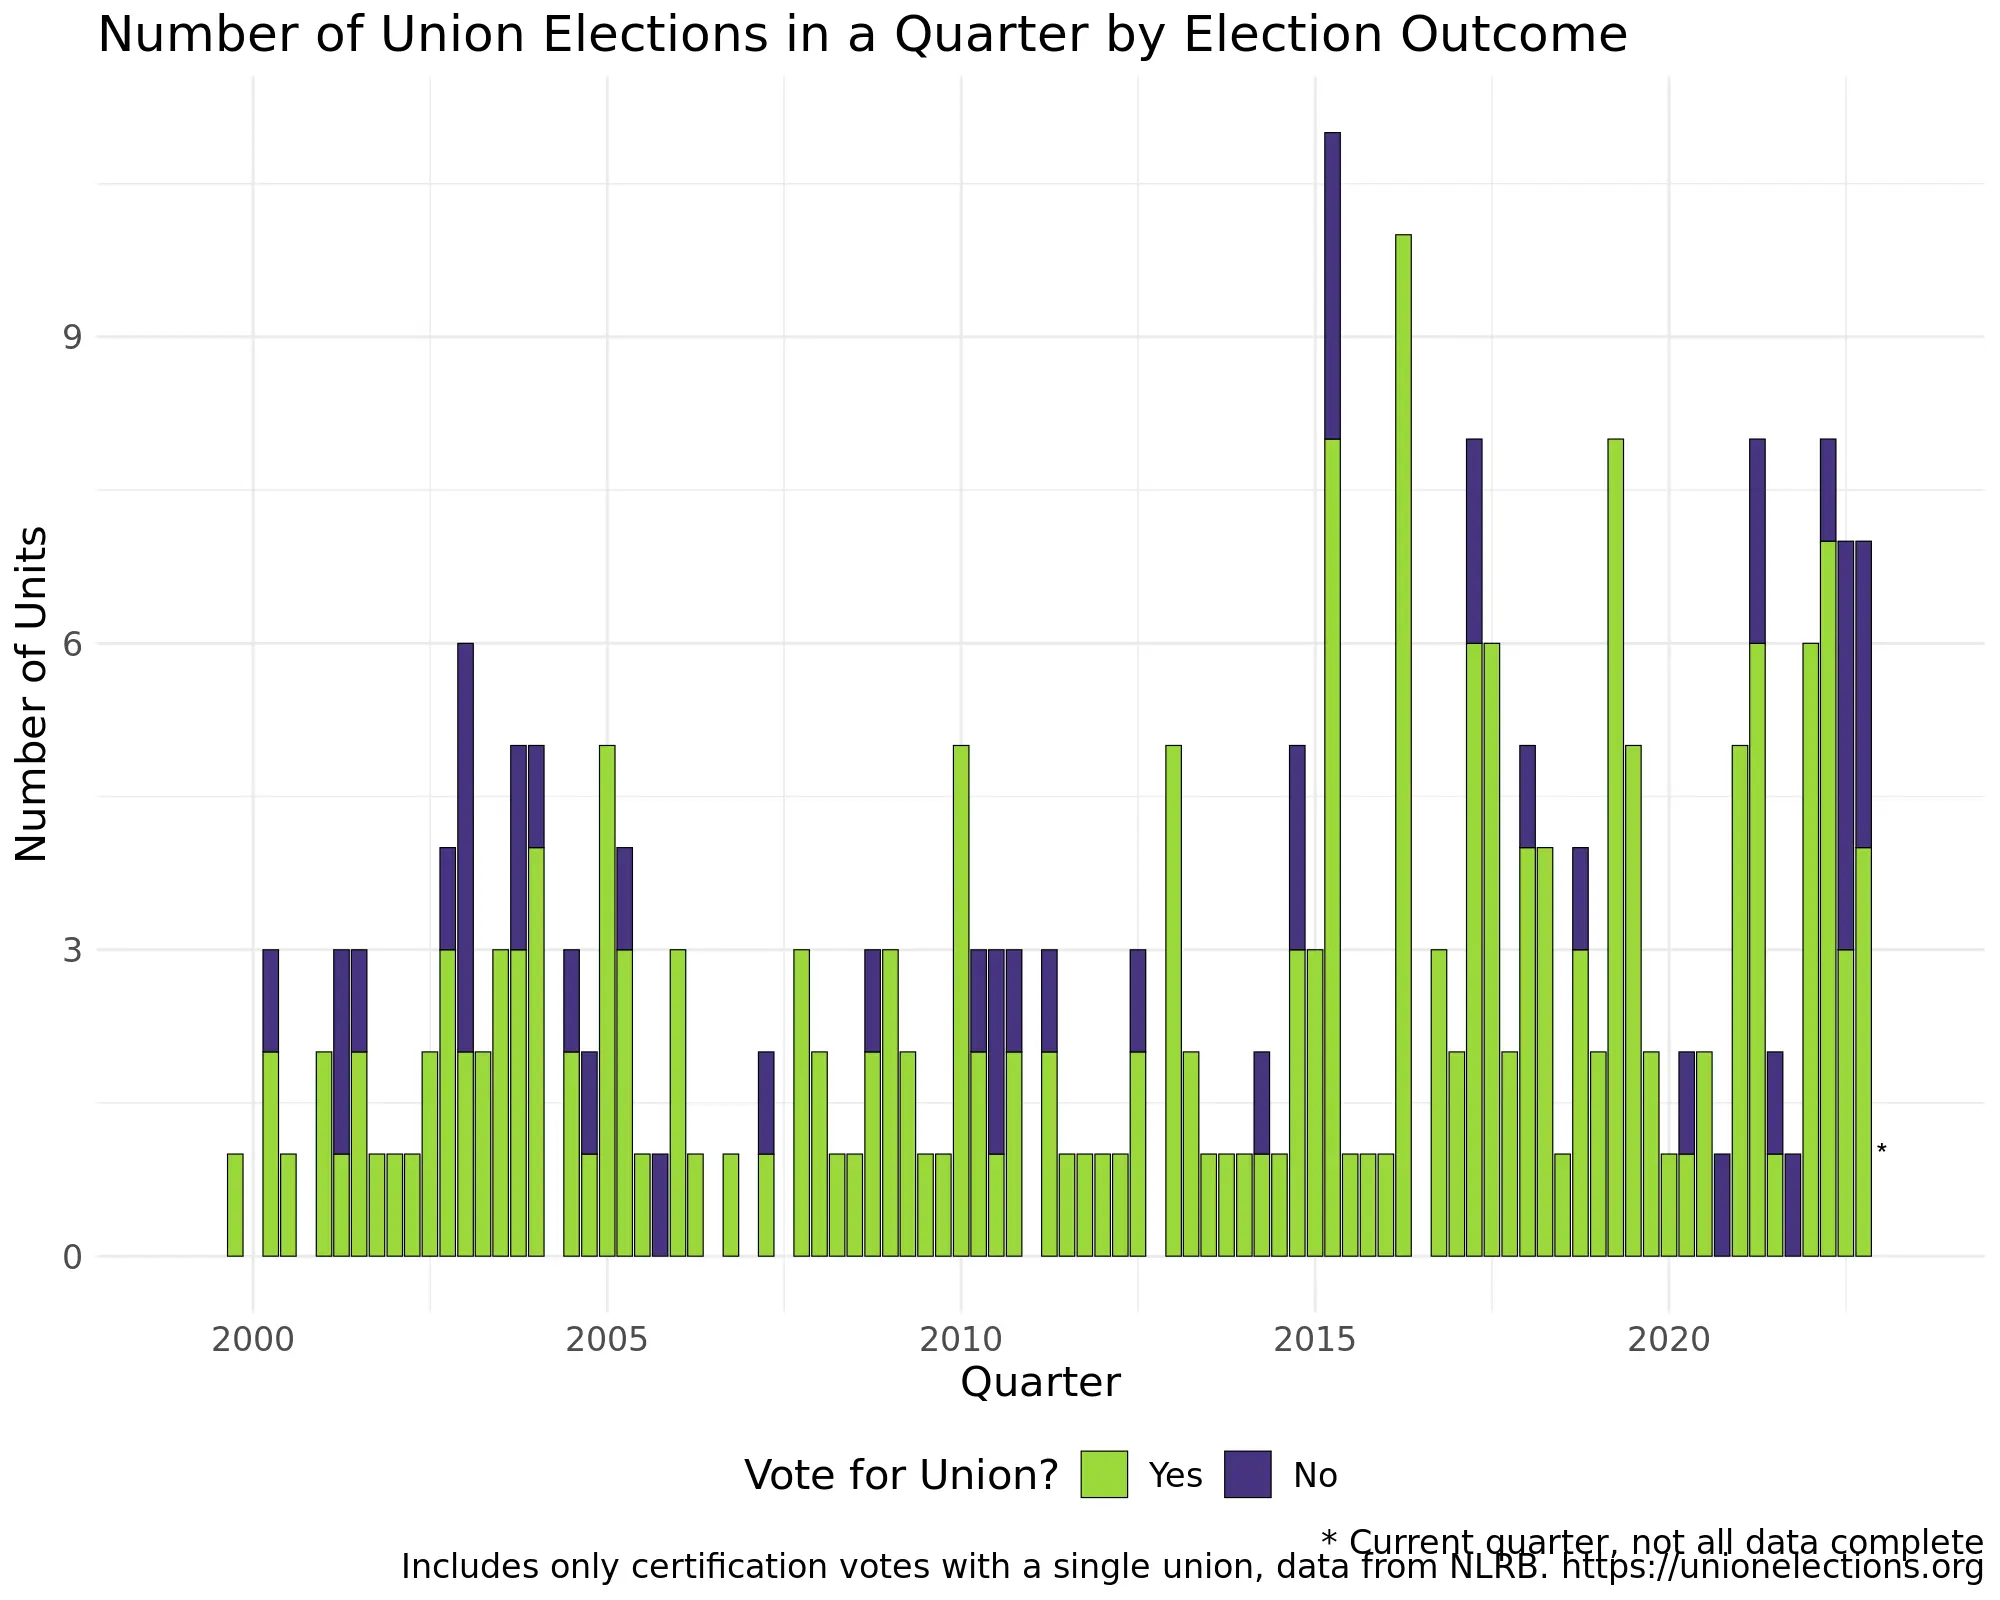 Number of Union Elections in a Quarter by Election Outcome
Number of Units
9
6
3
0
*
2000 2005 2010 2015 2020
Quarter
Vote for Union? Yes No
* Current quarter, not all data complete
Includes only certification votes with a single union, data from NLRB. https://unionelections.org